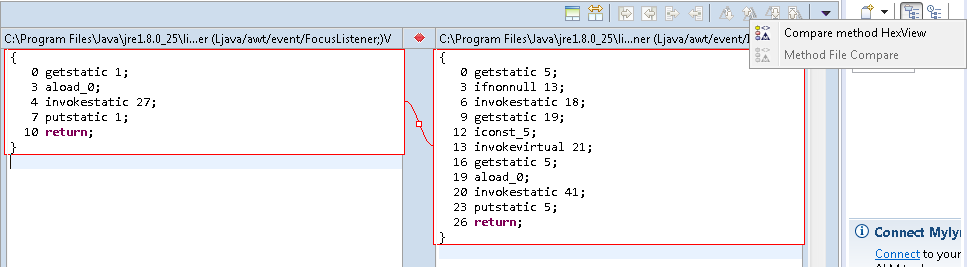 C:\Program Files\Java\jre1.8.0_25\li...er (Ljava/awt/event/FocusListener;)V
{
0 getstatic 1;
3 aload_0;
4 invokestatic 27;
7 putstatic 1;
10 return;
}
C:\Program Files\Java\jre1.8.0_25\li...ner (Ljava/awt/event/
{
0 getstatic 5;
3 ifnonnull 13;
6 invokestatic 18;
9 getstatic 19;
12 iconst_5;
13 invokevirtual 21;
16 getstatic 5;
19 aload_0;
20 invokestatic 41;
23 putstatic 5;
26 return;
}
Compare method HexView
Method File Compare
Connect Myly
Connect to your